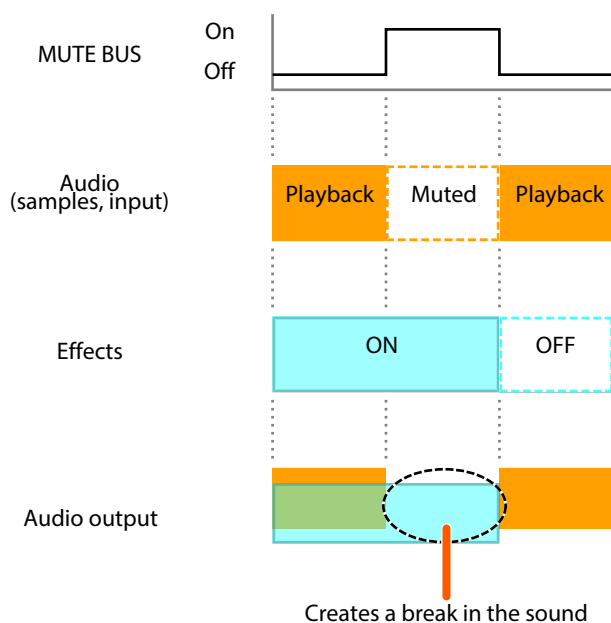 On
MUTE BUS
Off
Audio
(samples, input)
Playback
Muted
Playback
Effects
ON
OFF
Audio output
Creates a break in the sound